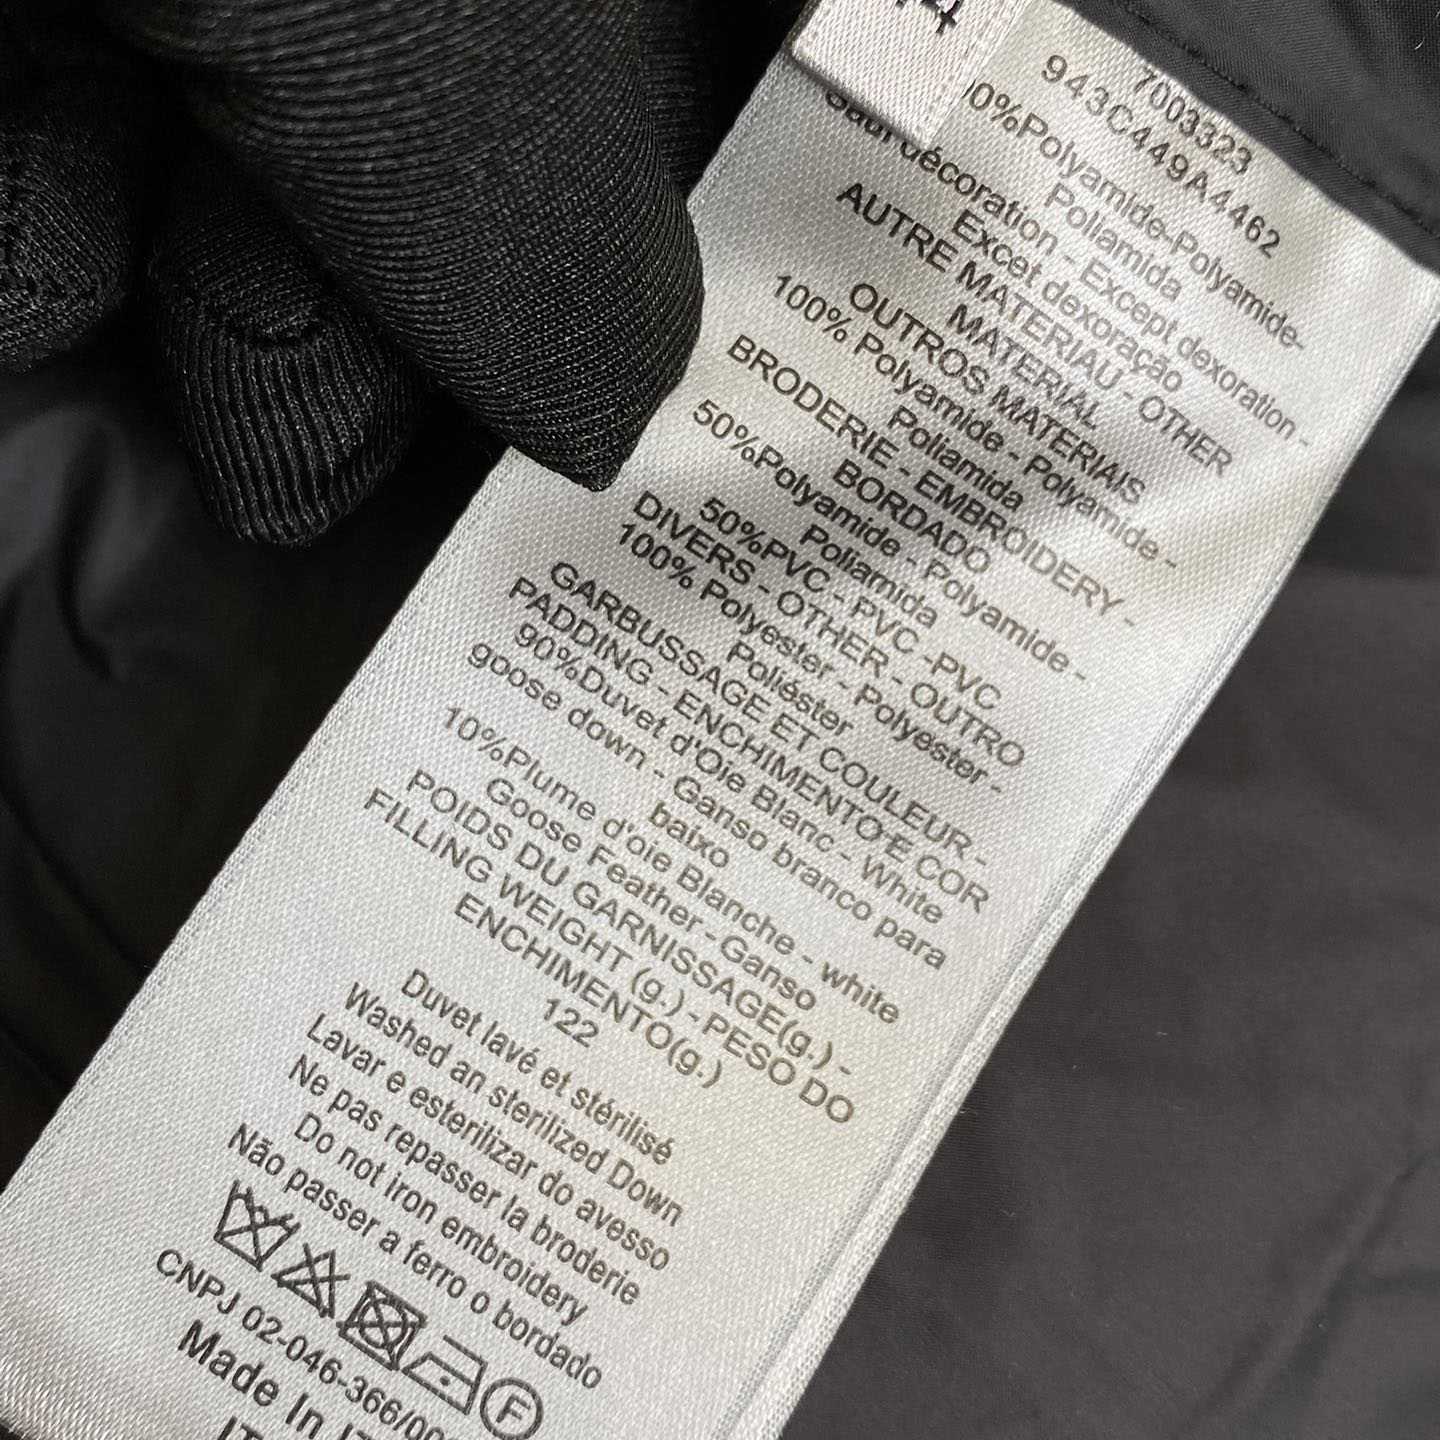 44
7003323
943C449A4462
00%Polyamide-Polyamide-
Poliamida
décoration - Except dexoration -
Excet dexoração
AUTRE MATERIAU - OTHER
MATERIAL
OUTROS MATERIAIS
100% Polyamide - Polyamide -
Poliamida
BRODERIE - EMBROIDERY -
BORDADO
50%Polyamide - Polyamide -
Poliamida
50%PVC - PVC -PVC
DIVERS - OTHER - OUTRO
100% Polyester - Polyester -
Poliéster
GARBUSSAGE ET COULEUR -
PADDING - ENCHIMENTO E COR
90%Duvet d'Oie Blanc - White
goose down - Ganso branco para
baixo
10%Plume d'oie Blanche - white
Goose Feather - Ganso
POIDS DU GARNISSAGE(g.) -
FILLING WEIGHT (g.) - PESO DO
ENCHIMENTO(g.)
122
Duvet lavé et stérilisé
Washed an sterilized Down
Lavar e esterilizar do avesso
Ne pas repasser la broderie
Do not iron embroidery
Não passer a ferro o bordado
F
CNPJ 02-046-366/00
Made In IT
IT